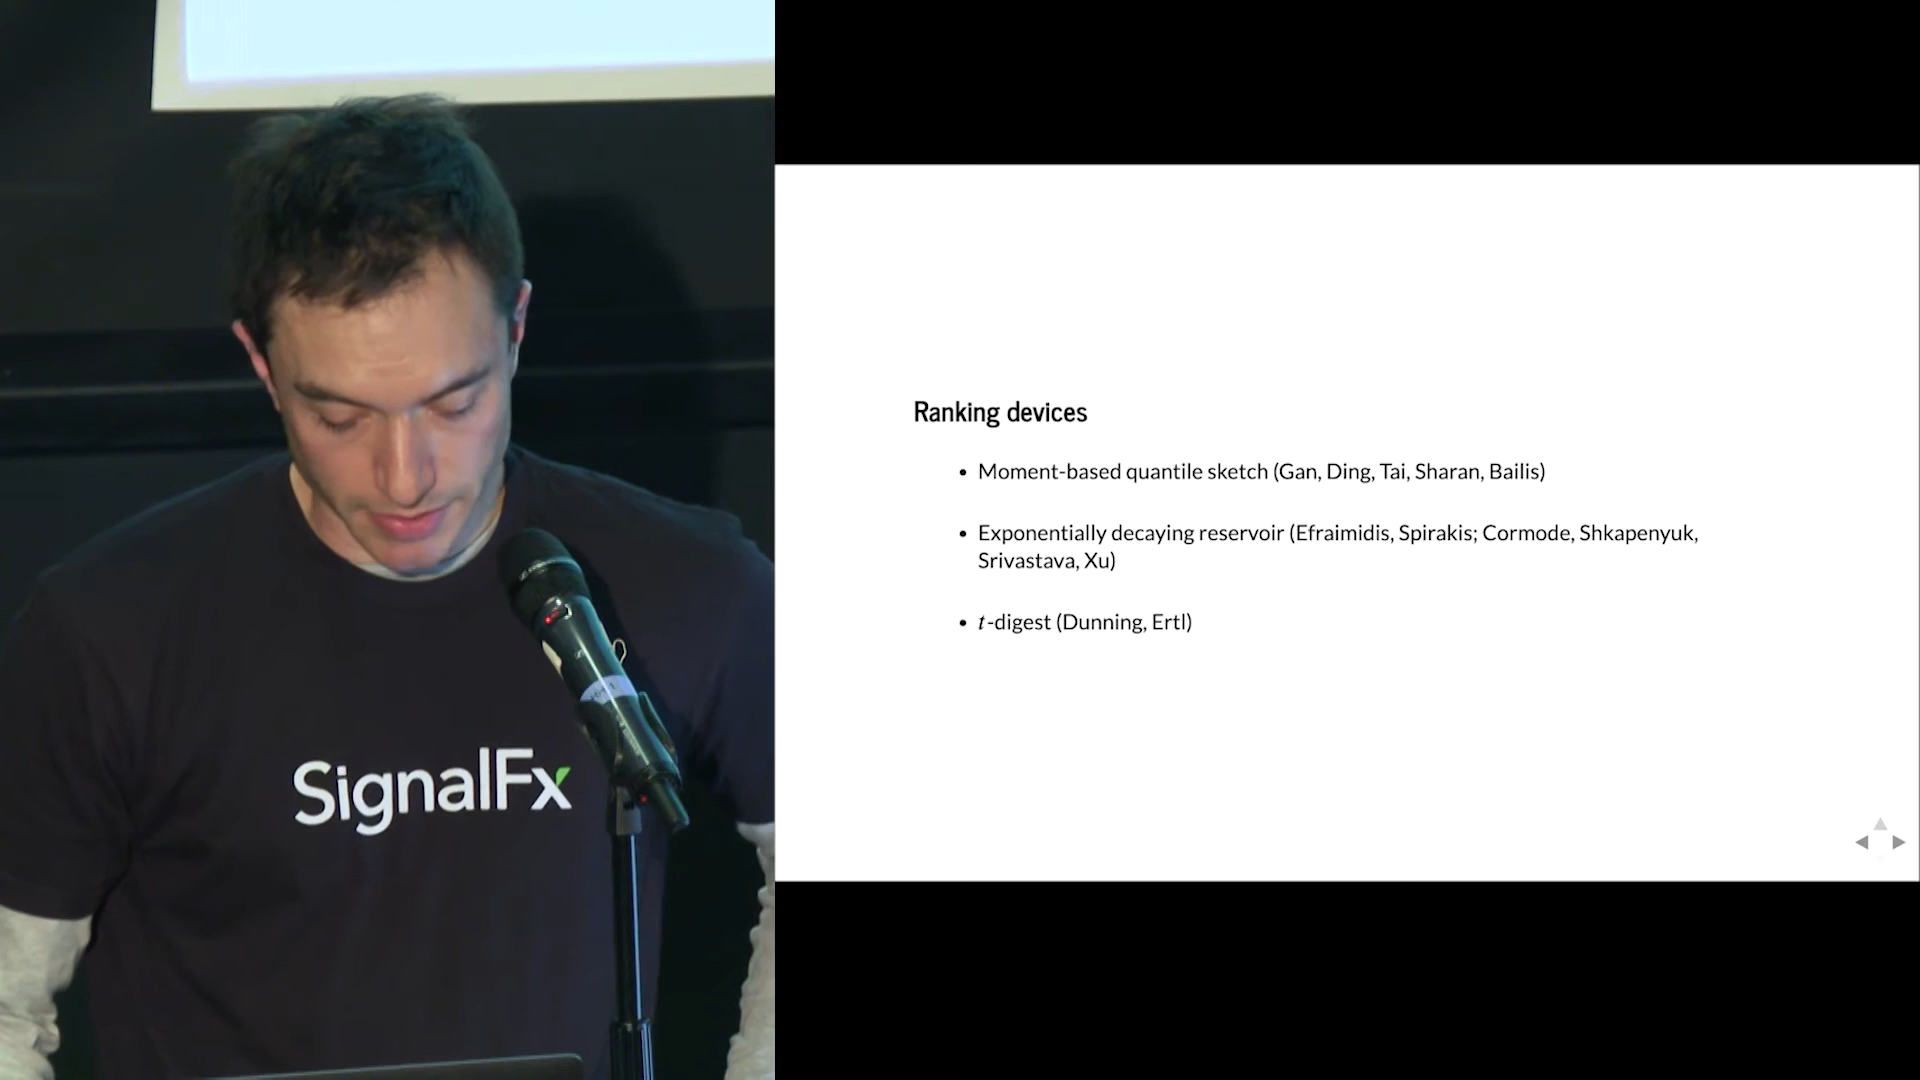 SignalFx
Ranking devices
• Moment-based quantile sketch (Gan, Ding, Tai, Sharan, Bailis)
• Exponentially decaying reservoir (Efraimidis, Spirakis; Cormode, Shkapenyuk,
Srivastava, Xu)
• t-digest (Dunning, Ertl)